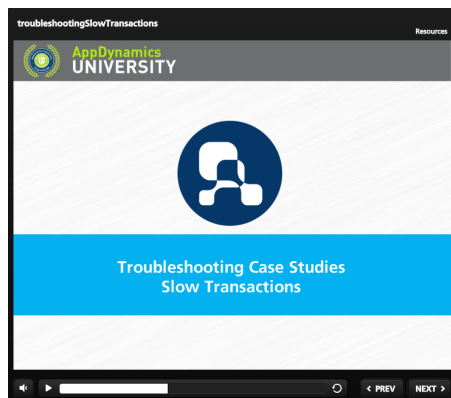 troubleshootingSlowTransactions
Resources
AppDynamics
UNIVERSITY
Troubleshooting Case Studies
Slow Transactions
< PREV
NEXT >